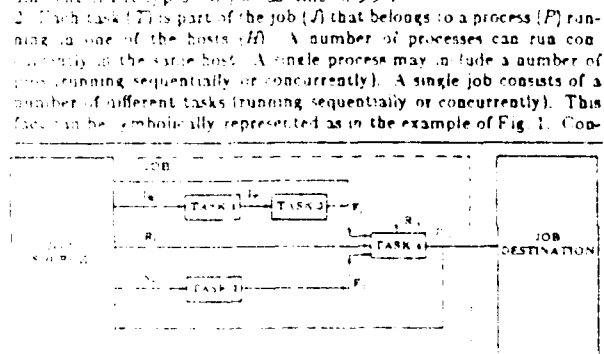 2. Each task (T) is part of the job (J) that belongs to a process (P) run-
ning in one of the hosts (H). A number of processes can run con-
currently in the same host. A single process may include a number of
jobs (running sequentially or concurrently). A single job consists of a
number of different tasks (running sequentially or concurrently). This
fact can be symbolically represented as in the example of Fig. 1. Con-
JOB
TASK 1
TASK 2
F
R
R
TASK 4
JOB
DESTINATION
SOURCE
TASK
F